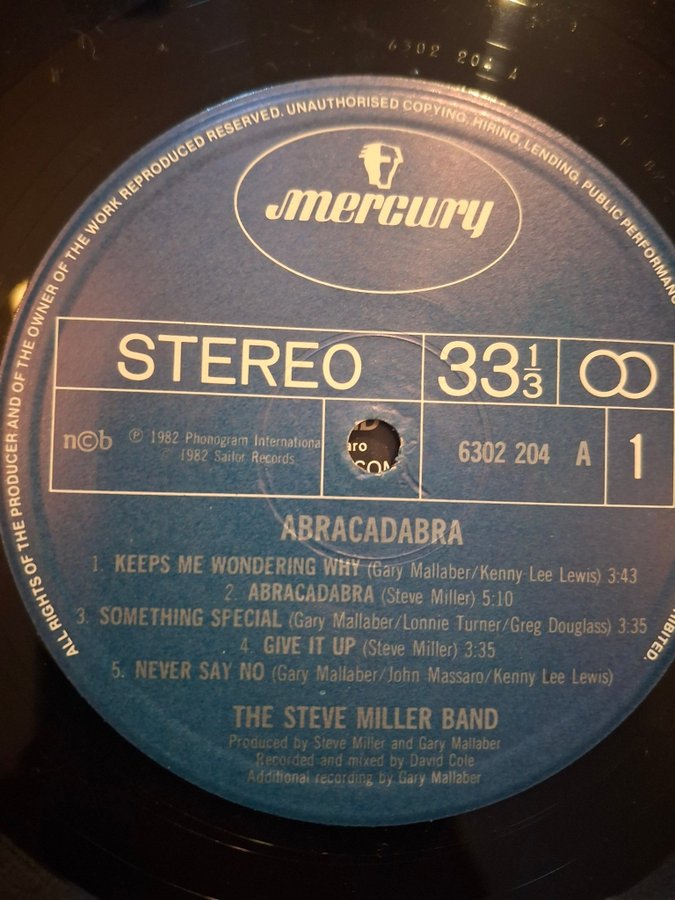 6302 204 A
ALL RIGHTS OF THE PRODUCER AND OF THE OWNER OF THE WORK REPRODUCED RESERVED. UNAUTHORISED COPYING, HIRING, LENDING, PUBLIC PERFORMANC
HIBITED.
mercury
STEREO
33 1/3
n©b
℗ 1982 Phonogram Internationa
© 1982 Sailor Records
6302 204 A
1
ABRACADABRA
1. KEEPS ME WONDERING WHY (Gary Mallaber/Kenny Lee Lewis) 3:43
2. ABRACADABRA (Steve Miller) 5:10
3. SOMETHING SPECIAL (Gary Mallaber/Lonnie Turner/Greg Douglass) 3:35
4. GIVE IT UP (Steve Miller) 3:35
5. NEVER SAY NO (Gary Mallaber/John Massaro/Kenny Lee Lewis)
THE STEVE MILLER BAND
Produced by Steve Miller and Gary Mallaber
Recorded and mixed by David Cole
Additional recording by Gary Mallaber